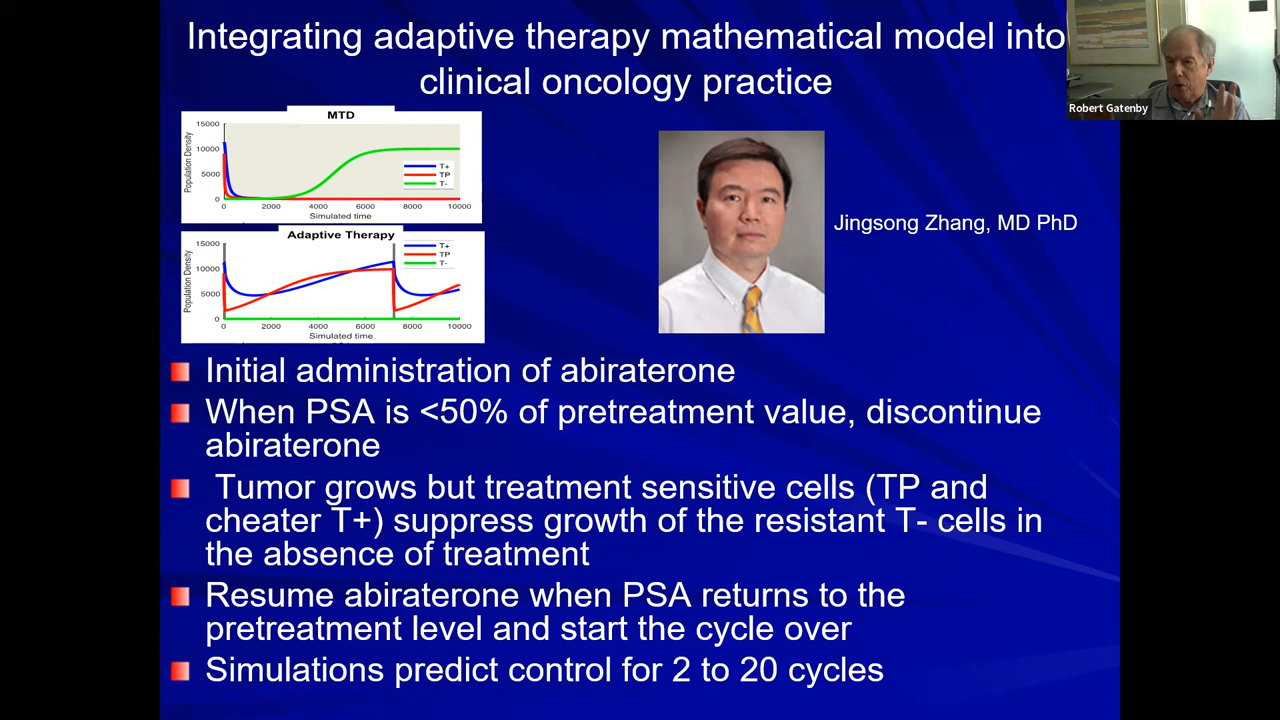 Integrating adaptive therapy mathematical model into
clinical oncology practice
Robert Gatenby
MTD
Population Density
15000
10000
5000
0
T+
TP
T-
0 2000 4000 6000 8000 10000
Simulated time
Adaptive Therapy
Population Density
15000
10000
5000
0
T+
TP
T-
0 2000 4000 6000 8000 10000
Simulated time
Jingsong Zhang, MD PhD
Initial administration of abiraterone
When PSA is <50% of pretreatment value, discontinue
abiraterone
Tumor grows but treatment sensitive cells (TP and
cheater T+) suppress growth of the resistant T- cells in
the absence of treatment
Resume abiraterone when PSA returns to the
pretreatment level and start the cycle over
Simulations predict control for 2 to 20 cycles